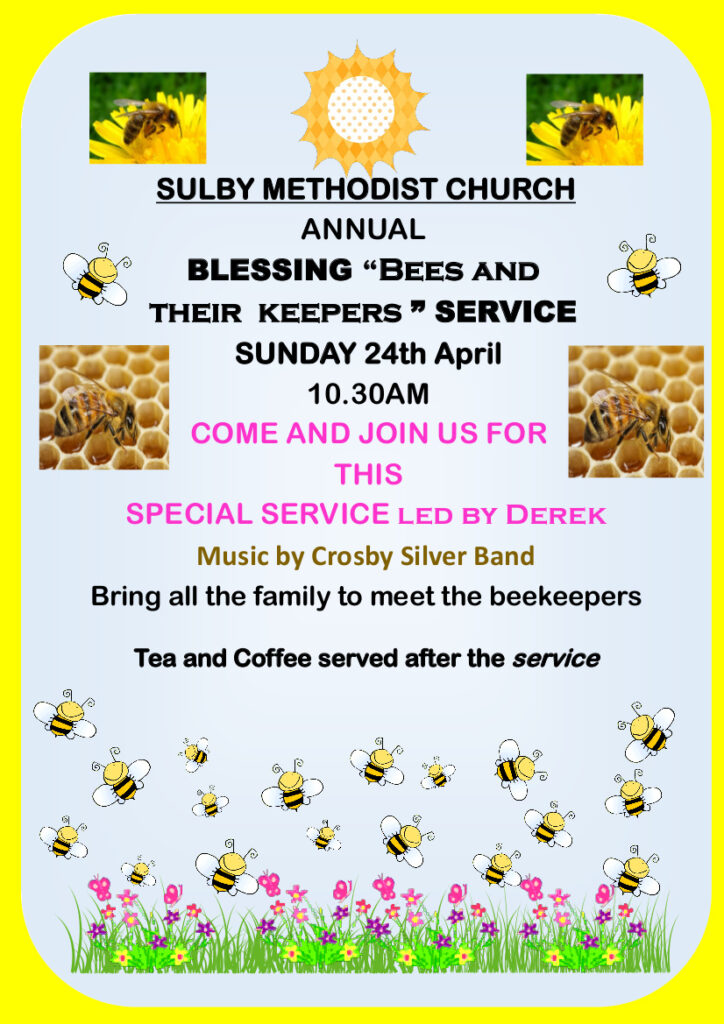 SULBY METHODIST CHURCH
ANNUAL
BLESSING “BEES AND
THEIR KEEPERS ” SERVICE
SUNDAY 24th April
10.30AM
COME AND JOIN US FOR
THIS
SPECIAL SERVICE LED BY DEREK
Music by Crosby Silver Band
Bring all the family to meet the beekeepers
Tea and Coffee served after the service